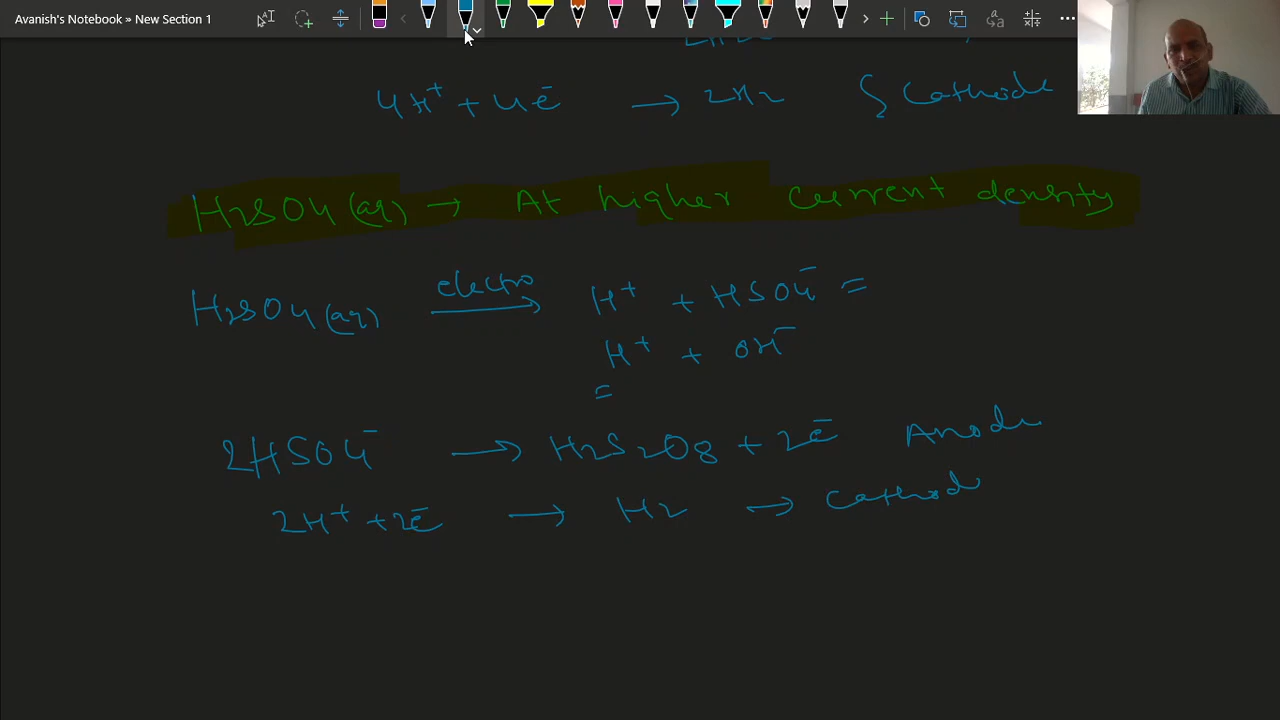 Avanish's Notebook » New Section 1
4H⁺ + 4e⁻ → 2H2 } Cathode
H2SO4(aq) → At higher current density
H2SO4(aq) electro→ H⁺ + HSO4⁻ =
H⁺ + OH⁻
=
2HSO4⁻ → H2S2O8 + 2e⁻ Anode
2H⁺ + 2e⁻ → H2 → Cathod